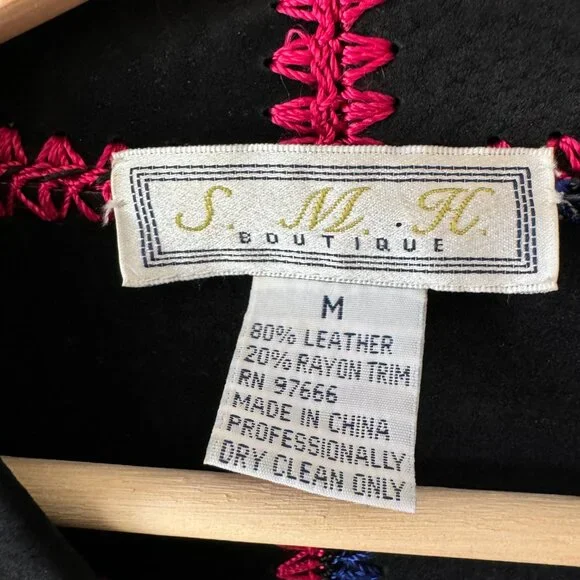 S. M. H.
BOUTIQUE
M
80% LEATHER
20% RAYON TRIM
RN 97666
MADE IN CHINA
PROFESSIONALLY
DRY CLEAN ONLY